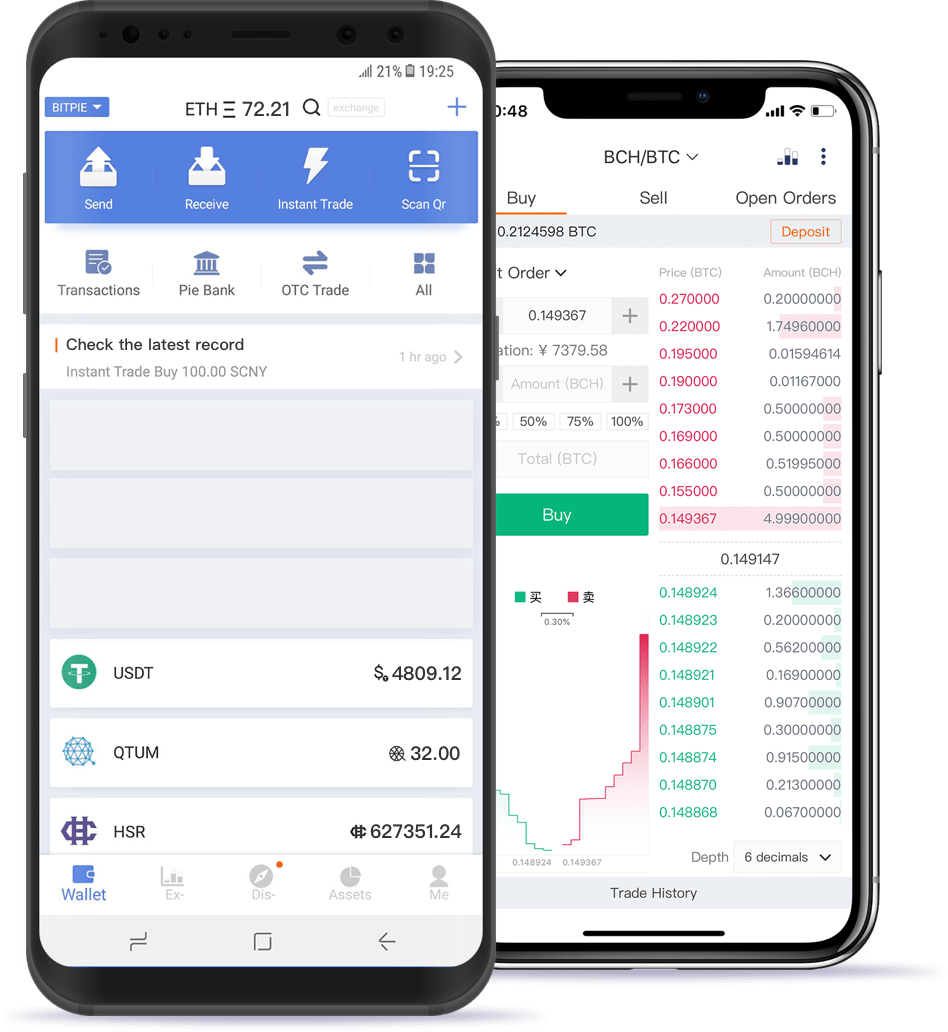 21% 19:25
BITPIE
ETH Ξ 72.21
exchange
Send
Receive
Instant Trade
Scan Qr
Transactions
Pie Bank
OTC Trade
All
Check the latest record
Instant Trade Buy 100.00 SCNY
1 hr ago
USDT
4809.12
QTUM
32.00
HSR
627351.24
Wallet
Ex-
Dis-
Assets
Me
0:48
BCH/BTC
Buy
Sell
Open Orders
0.2124598 BTC
Deposit
t Order
0.149367
ation: ¥ 7379.58
Amount (BCH)
% 50% 75% 100%
Total (BTC)
Buy
买 卖
0.30%
0.148924 0.149367
Price (BTC) Amount (BCH)
0.270000 0.20000000
0.220000 1.74960000
0.195000 0.01594614
0.190000 0.01167000
0.173000 0.50000000
0.169000 0.50000000
0.166000 0.51995000
0.155000 0.50000000
0.149367 4.99900000
0.149147
0.148924 1.36600000
0.148923 0.20000000
0.148922 0.56200000
0.148921 0.16900000
0.148901 0.90700000
0.148875 0.30000000
0.148874 0.91500000
0.148870 0.21300000
0.148868 0.06700000
Depth 6 decimals
Trade History